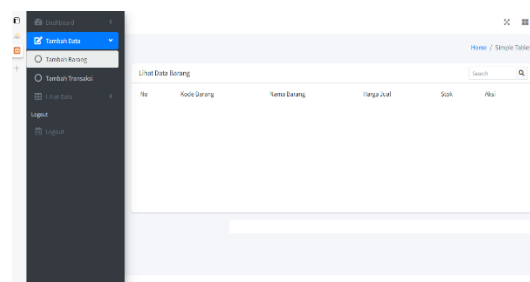 Dashboard
Tambah Data
Tambah Barang
Tambah Transaksi
Lihat Data
Logout
Logout
Home / Simple Tables
Lihat Data Barang
Search
No Kode Barang Nama Barang Harga Jual Stok Aksi